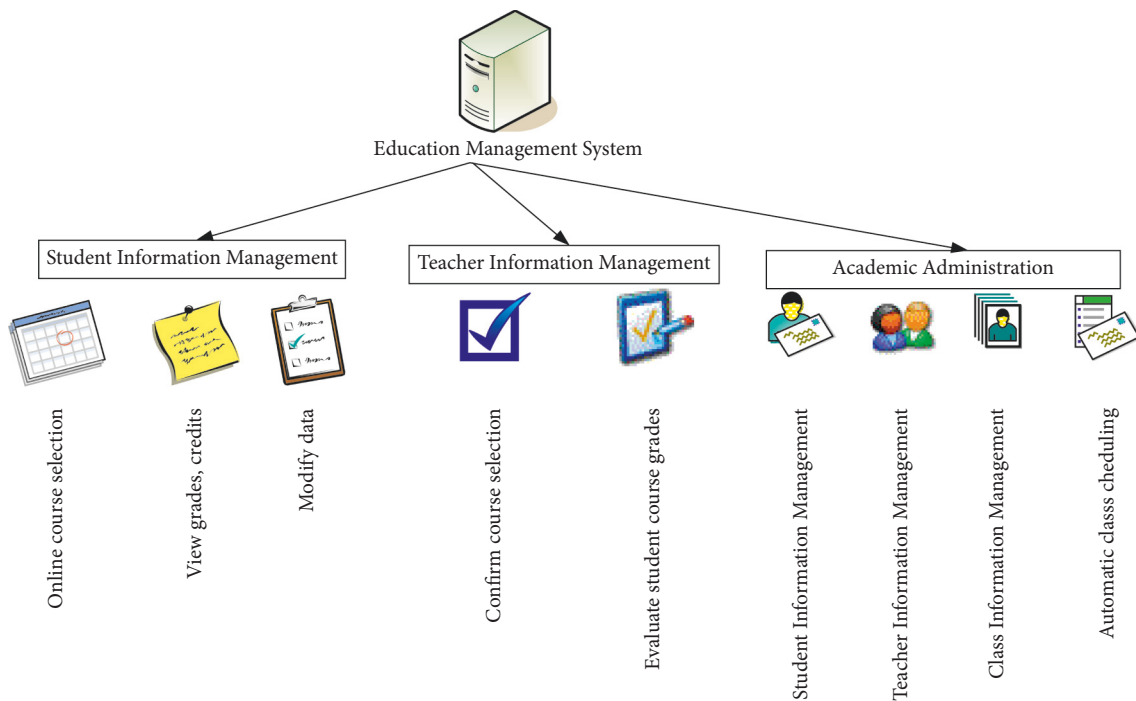 Education Management System
Student Information Management
Teacher Information Management
Academic Administration
Online course selection
View grades, credits
Modify data
Confirm course selection
Evaluate student course grades
Student Information Management
Teacher Information Management
Class Information Management
Automatic classs cheduling